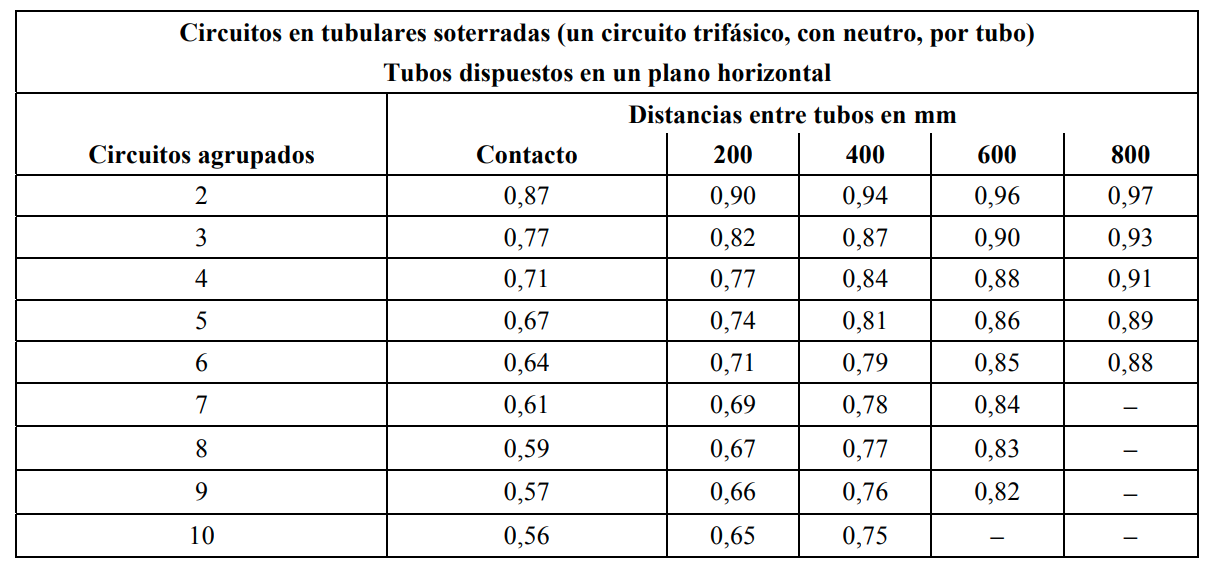 Circuitos en tubulares soterradas (un circuito trifásico, con neutro, por tubo)
Tubos dispuestos en un plano horizontal
Distancias entre tubos en mm
Circuitos agrupados Contacto 200 400 600 800
2 0,87 0,90 0,94 0,96 0,97
3 0,77 0,82 0,87 0,90 0,93
4 0,71 0,77 0,84 0,88 0,91
5 0,67 0,74 0,81 0,86 0,89
6 0,64 0,71 0,79 0,85 0,88
7 0,61 0,69 0,78 0,84 –
8 0,59 0,67 0,77 0,83 –
9 0,57 0,66 0,76 0,82 –
10 0,56 0,65 0,75 – –